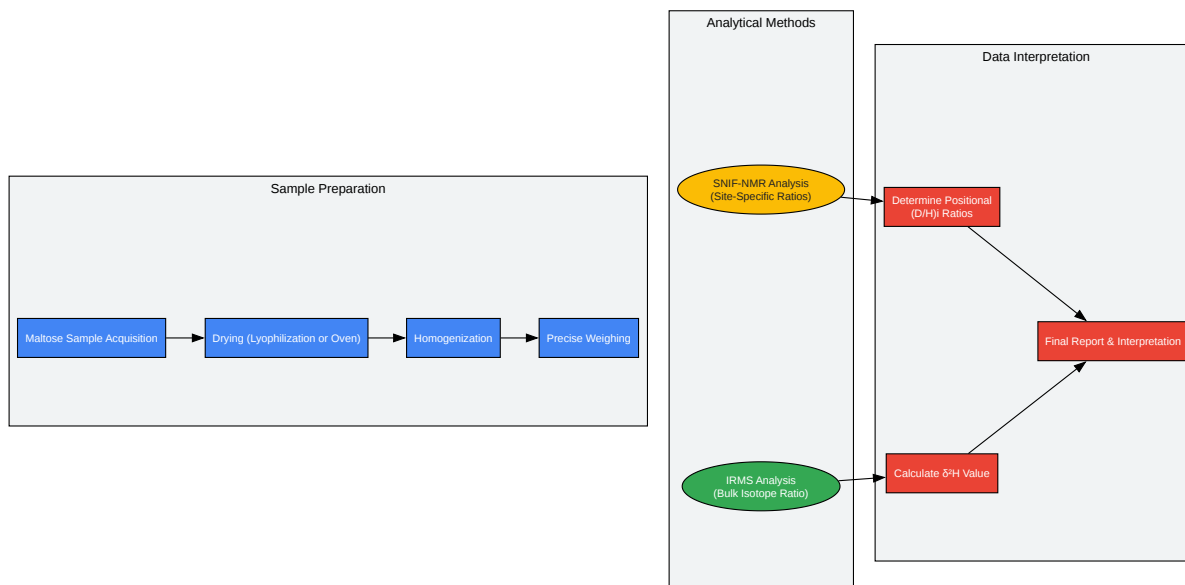 Sample Preparation
Maltose Sample Acquisition
Drying (Lyophilization or Oven)
Homogenization
Precise Weighing
Analytical Methods
SNIF-NMR Analysis
(Site-Specific Ratios)
IRMS Analysis
(Bulk Isotope Ratio)
Data Interpretation
Determine Positional
(D/H)i Ratios
Calculate δ²H Value
Final Report & Interpretation